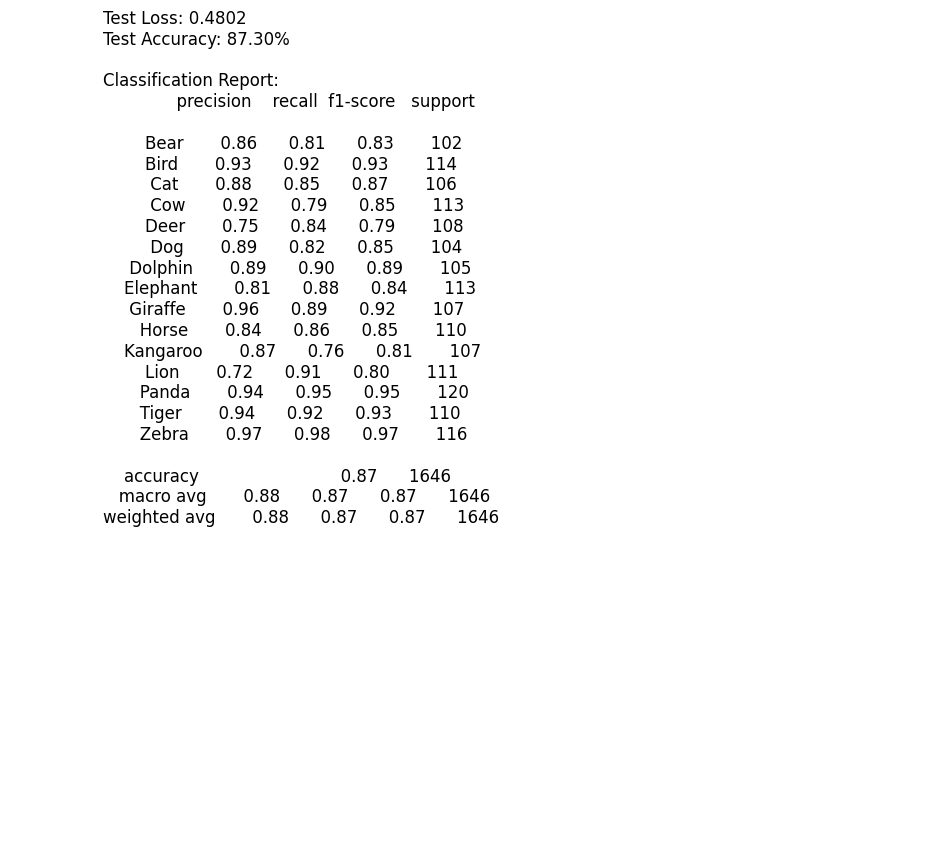 Test Loss: 0.4802
Test Accuracy: 87.30%
Classification Report:
precision recall f1-score support
Bear 0.86 0.81 0.83 102
Bird 0.93 0.92 0.93 114
Cat 0.88 0.85 0.87 106
Cow 0.92 0.79 0.85 113
Deer 0.75 0.84 0.79 108
Dog 0.89 0.82 0.85 104
Dolphin 0.89 0.90 0.89 105
Elephant 0.81 0.88 0.84 113
Giraffe 0.96 0.89 0.92 107
Horse 0.84 0.86 0.85 110
Kangaroo 0.87 0.76 0.81 107
Lion 0.72 0.91 0.80 111
Panda 0.94 0.95 0.95 120
Tiger 0.94 0.92 0.93 110
Zebra 0.97 0.98 0.97 116
accuracy 0.87 1646
macro avg 0.88 0.87 0.87 1646
weighted avg 0.88 0.87 0.87 1646